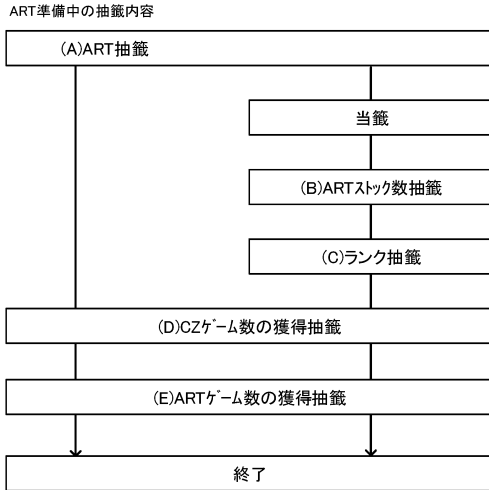 ART準備中の抽籤内容
(A)ART抽籤
当籤
(B)ARTｽﾄｯｸ数抽籤
(C)ランク抽籤
(D)CZｹﾞｰﾑ数の獲得抽籤
(E)ARTｹﾞｰﾑ数の獲得抽籤
終了